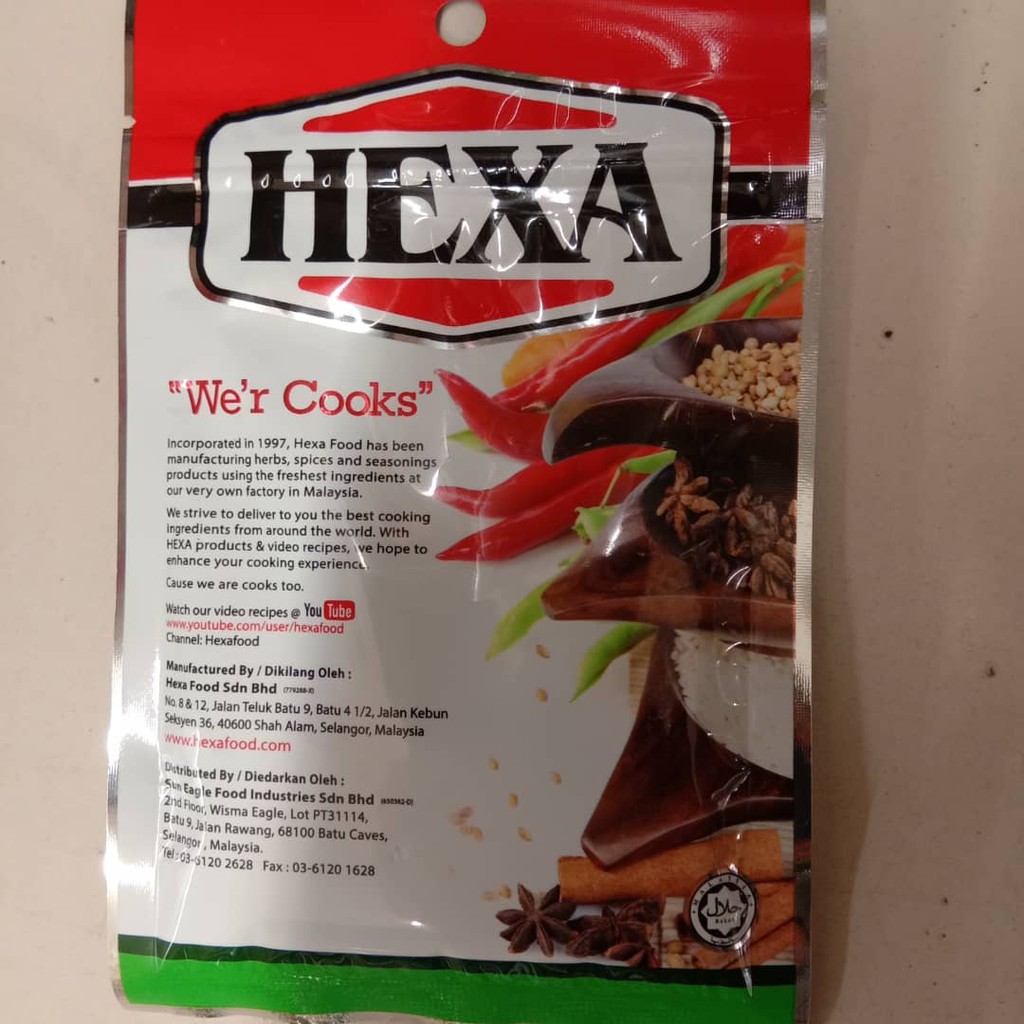 HEXA
"We'r Cooks"
Incorporated in 1997, Hexa Food has been
manufacturing herbs, spices and seasonings
products using the freshest ingredients at
our very own factory in Malaysia.
We strive to deliver to you the best cooking
ingredients from around the world. With
HEXA products & video recipes, we hope to
enhance your cooking experience.
Cause we are cooks too.
Watch our video recipes @ YouTube
www.youtube.com/user/hexafood
Channel: Hexafood
Manufactured By / Dikilang Oleh :
Hexa Food Sdn Bhd (779288-X)
No. 8 & 12, Jalan Teluk Batu 9, Batu 4 1/2, Jalan Kebun
Seksyen 36, 40600 Shah Alam, Selangor, Malaysia
www.hexafood.com
Distributed By / Diedarkan Oleh :
Sun Eagle Food Industries Sdn Bhd
2nd Floor, Wisma Eagle, Lot PT31114,
Batu 9, Jalan Rawang, 68100 Batu Caves,
Selangor, Malaysia.
Tel : 03-6120 2628 Fax : 03-6120 1628
MALAYSIA
حلال